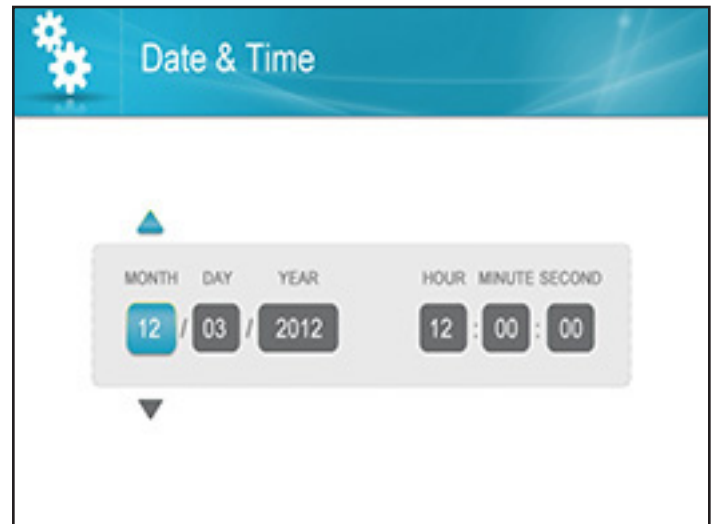 Date & Time
MONTH DAY YEAR HOUR MINUTE SECOND
12 / 03 / 2012 12 : 00 : 00